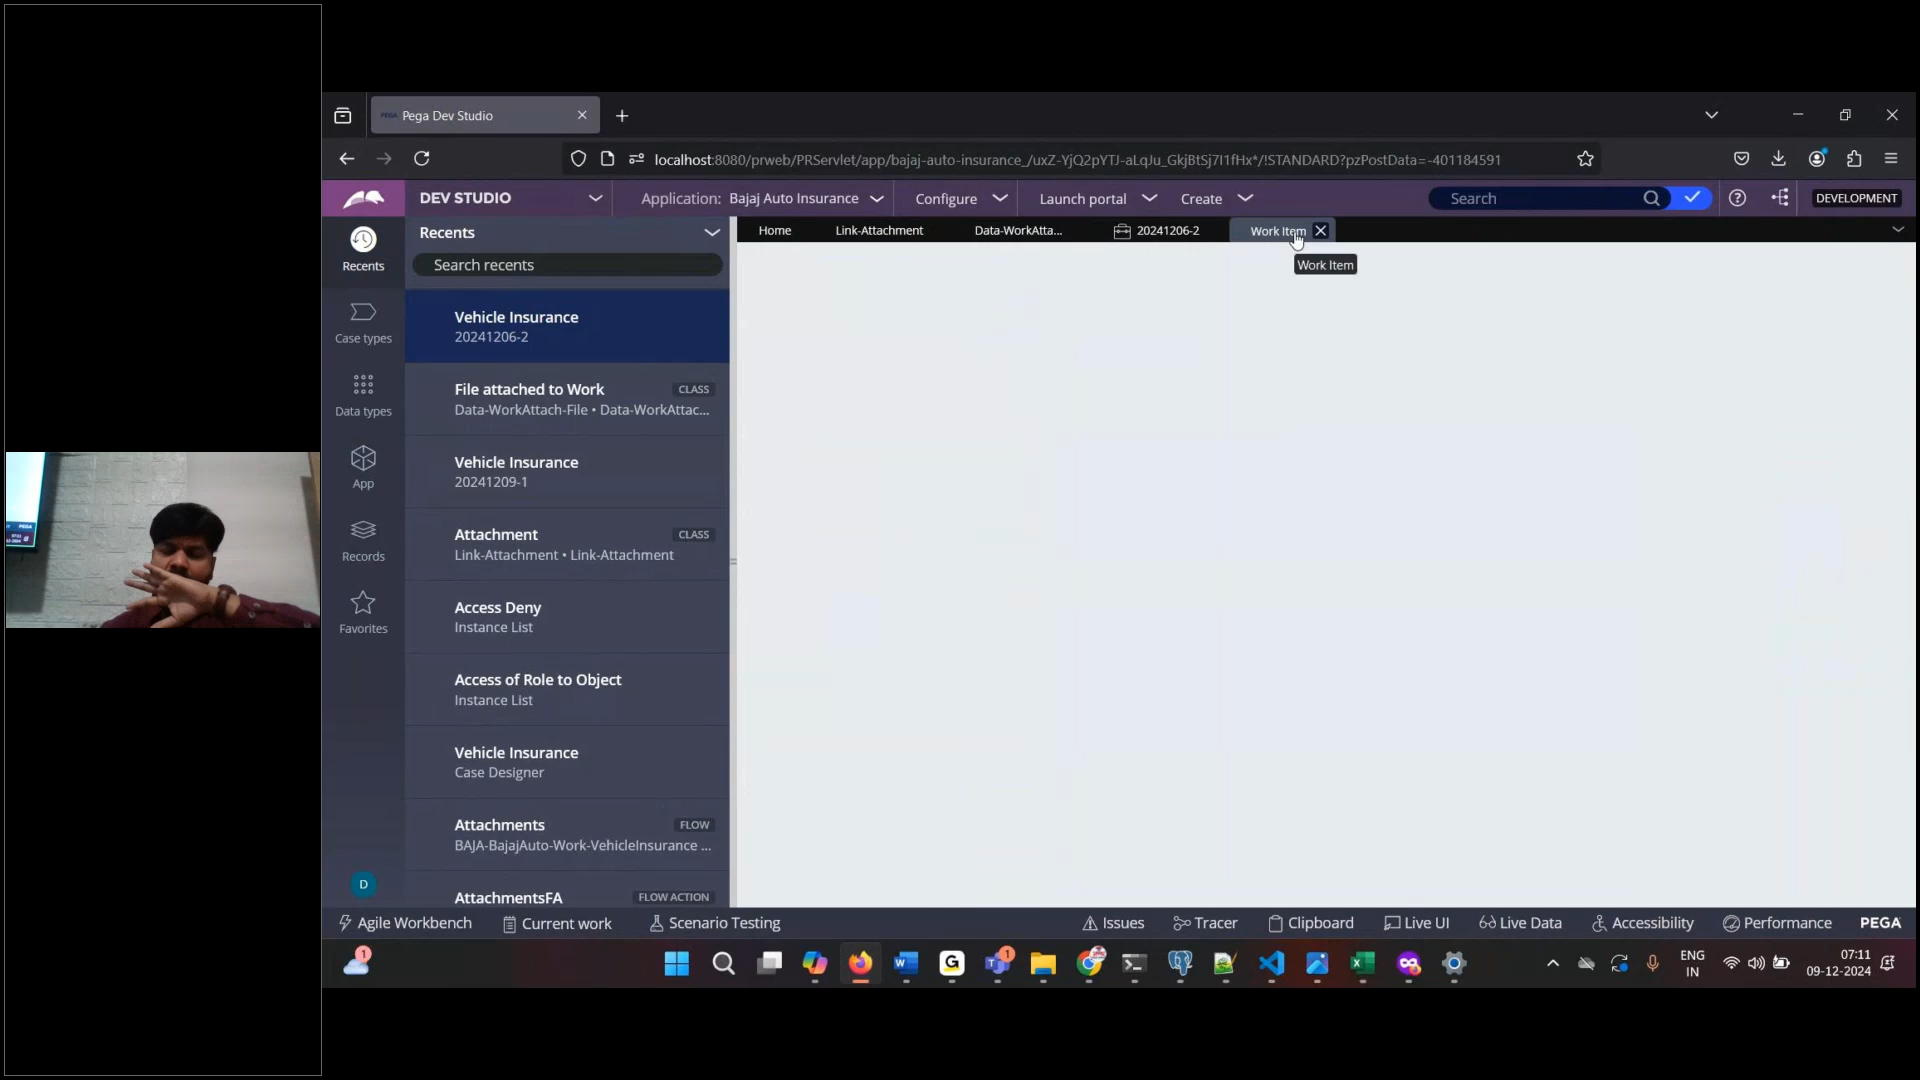 Pega Dev Studio
localhost:8080/prweb/PRServlet/app/bajaj-auto-insurance_/uxZ-YjQ2pYTJ-aLqJu_GkjBtSj7I1fHx*/!STANDARD?pzPostData=-401184591
DEV STUDIO
Application: Bajaj Auto Insurance
Configure
Launch portal
Create
Search
DEVELOPMENT
Recents
Home
Link-Attachment
Data-WorkAtta...
20241206-2
Work Item
Work Item
Search recents
Recents
Case types
Data types
App
Records
Favorites
D
Vehicle Insurance
20241206-2
File attached to Work CLASS
Data-WorkAttach-File • Data-WorkAttac...
Vehicle Insurance
20241209-1
Attachment CLASS
Link-Attachment • Link-Attachment
Access Deny
Instance List
Access of Role to Object
Instance List
Vehicle Insurance
Case Designer
Attachments FLOW
BAJA-BajajAuto-Work-VehicleInsurance ...
AttachmentsFA FLOW ACTION
Agile Workbench
Current work
Scenario Testing
Issues
Tracer
Clipboard
Live UI
Live Data
Accessibility
Performance
PEGA
1
1
ENG
IN
07:11
09-12-2024